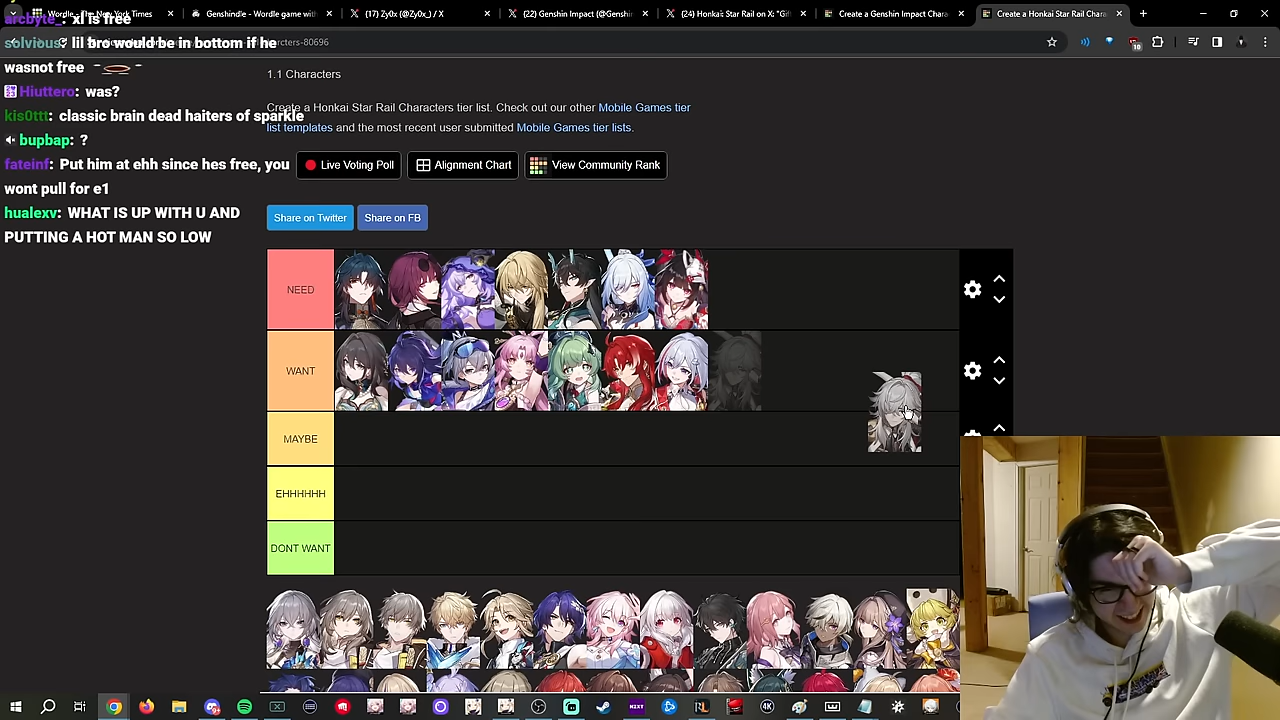 Wordle - The New York Times
Genshindle - Wordle game with
(17) Zy0x (@Zy0x_) / X
(22) Genshin Impact (@Genshin
(24) Honkai: Star Rail on X: "Gif
Create a Genshin Impact Chara
Create a Honkai Star Rail Chara
arcbyte_: xl Is free
rcters-80696
10
solvious: lil bro would be in bottom if he
wasnot free
Hiuttero: was?
kis0ttt: classic brain dead haiters of sparkle
bupbap: ?
fateinf: Put him at ehh since hes free, you
wont pull for e1
hualexv: WHAT IS UP WITH U AND
PUTTING A HOT MAN SO LOW
1.1 Characters
Create a Honkai Star Rail Characters tier list. Check out our other Mobile Games tier
list templates and the most recent user submitted Mobile Games tier lists.
Live Voting Poll
Alignment Chart
View Community Rank
Share on Twitter
Share on FB
NEED
WANT
MAYBE
EHHHHHH
DONT WANT
NZXT
4K